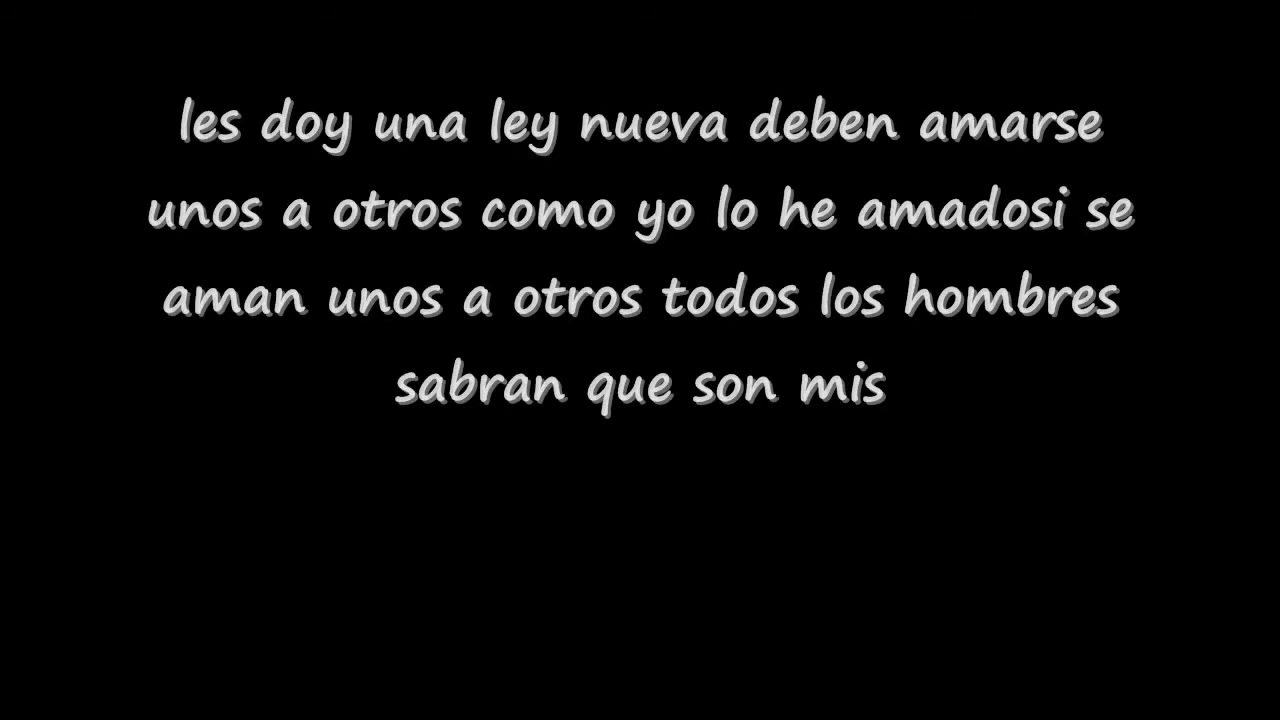 les doy una ley nueva deben amarse
unos a otros como yo lo he amadosi se
aman unos a otros todos los hombres
sabran que son mis